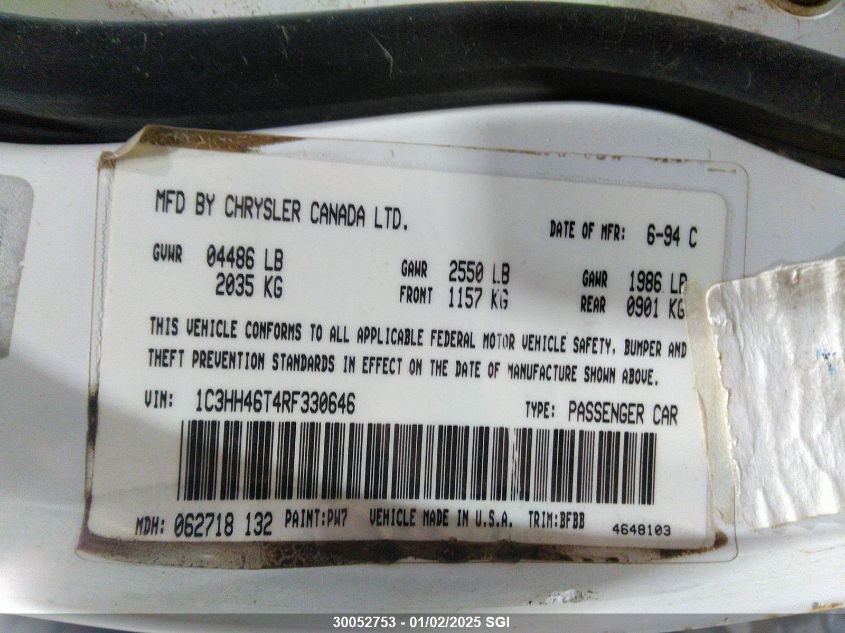 MFD BY CHRYSLER CANADA LTD.
DATE OF MFR: 6-94 C
GVWR 04486 LB GAWR 2550 LB GAWR 1986 LB
2035 KG FRONT 1157 KG REAR 0901 KG
THIS VEHICLE CONFORMS TO ALL APPLICABLE FEDERAL MOTOR VEHICLE SAFETY, BUMPER AND
THEFT PREVENTION STANDARDS IN EFFECT ON THE DATE OF MANUFACTURE SHOWN ABOVE.
VIN: 1C3HH46T4RF330646 TYPE: PASSENGER CAR
MDH: 062718 132 PAINT:PW7 VEHICLE MADE IN U.S.A. TRIM:BFBB 4648103
30052753 - 01/02/2025 SGI